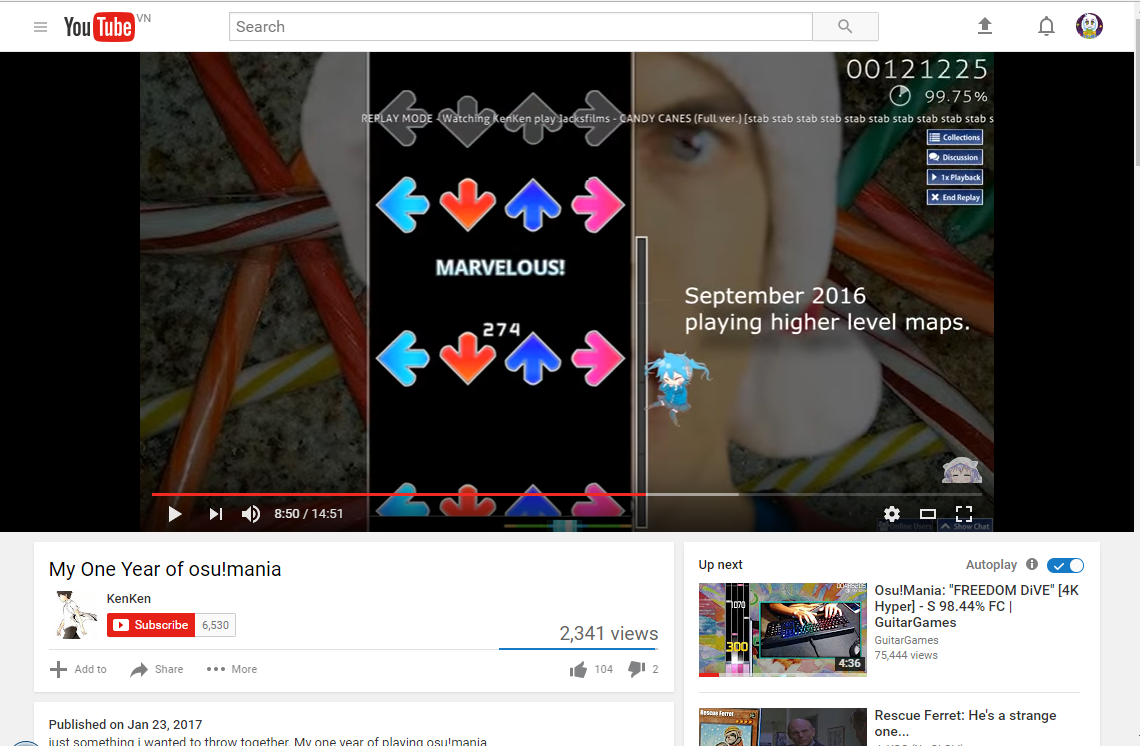 YouTube VN
Search
00121225
99.75%
REPLAY MODE - Watching KenKen play Jacksfilms - CANDY CANES (Full ver.) [stab stab stab stab stab stab stab stab stab stab s
Collections
Discussion
1x Playback
End Replay
MARVELOUS!
274
September 2016
playing higher level maps.
8:50 / 14:51
Online Users
Show Chat
My One Year of osu!mania
KenKen
Subscribe 6,530
2,341 views
Add to Share More 104 2
Published on Jan 23, 2017
just something i wanted to throw together. My one year of playing osu!mania
Up next Autoplay
1070
300
4:36
Osu!Mania: "FREEDOM DiVE" [4K
Hyper] - S 98.44% FC |
GuitarGames
GuitarGames
75,444 views
Rescue Ferret
Rescue Ferret: He's a strange
one...